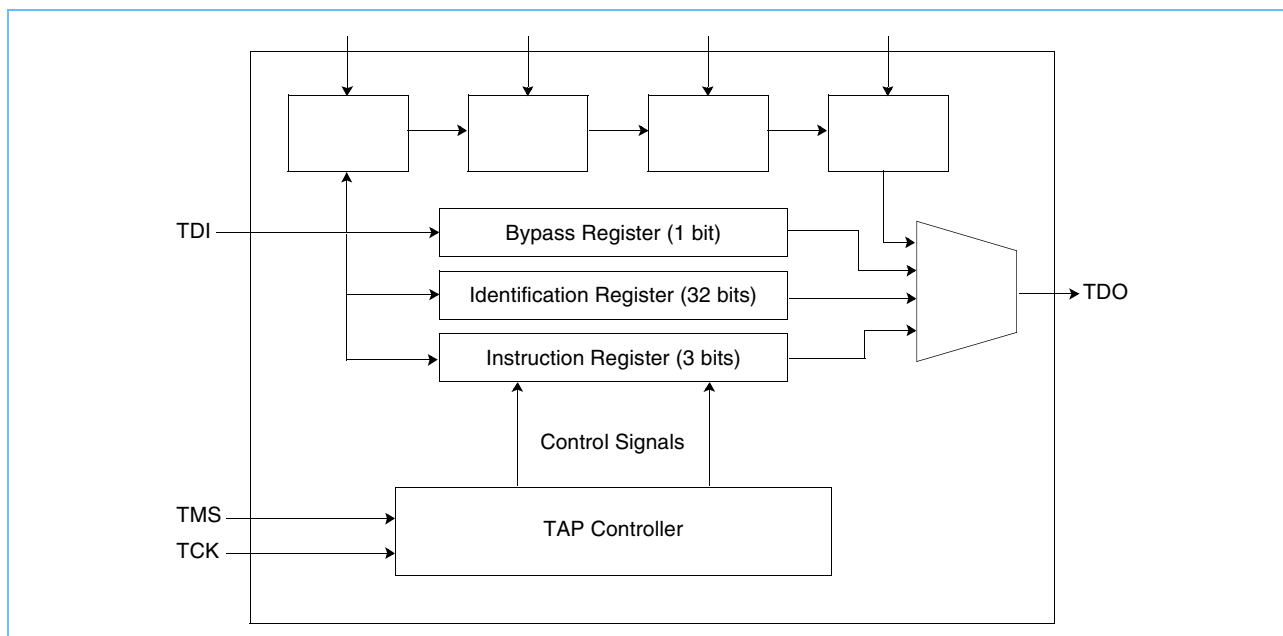 TDI
Bypass Register (1 bit)
Identification Register (32 bits)
TDO
Instruction Register (3 bits)
Control Signals
TMS
TAP Controller
TCK